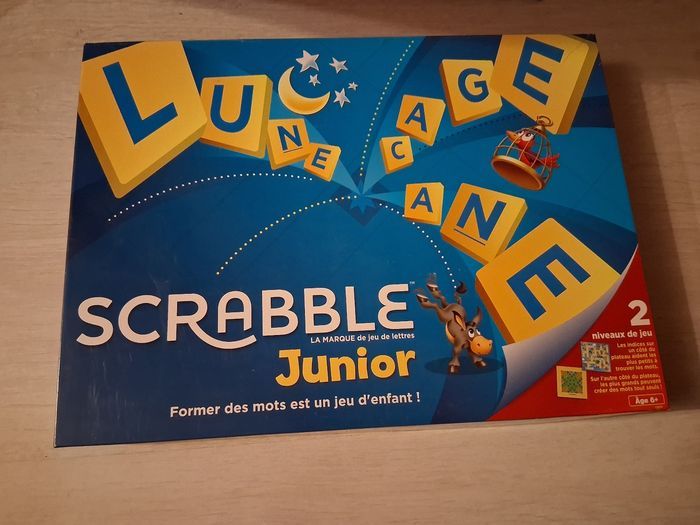 LUNE
CAGE
ANE
SCRABBLE™
LA MARQUE de jeu de lettres
Junior
Former des mots est un jeu d'enfant !
2
niveaux de jeu
Les indices sur
un côté du
plateau aident les
plus petits à
trouver les mots.
Sur l'autre côté du plateau,
les plus grands peuvent
créer des mots tout seuls !
Âge 6+